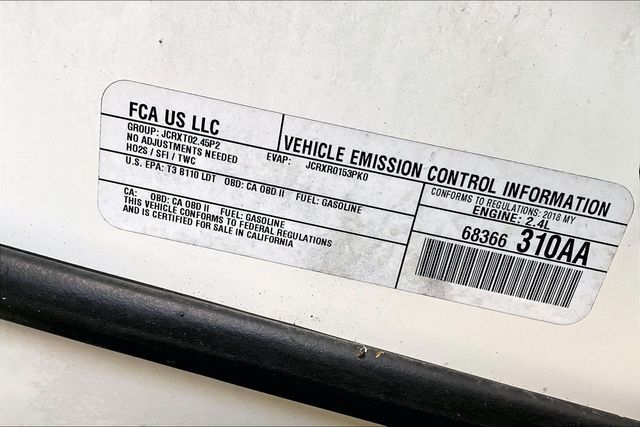 FCA US LLC
GROUP: JCRXT02.45P2
NO ADJUSTMENTS NEEDED
HO2S / SFI / TWC
EVAP: JCRXR0153PK0
VEHICLE EMISSION CONTROL INFORMATION
CONFORMS TO REGULATIONS: 2018 MY
U.S. EPA: T3 B110 LDT OBD: CA OBD II FUEL: GASOLINE
ENGINE: 2.4L
CA: OBD: CA OBD II FUEL: GASOLINE
THIS VEHICLE CONFORMS TO FEDERAL REGULATIONS
AND IS CERTIFIED FOR SALE IN CALIFORNIA
68366 310AA